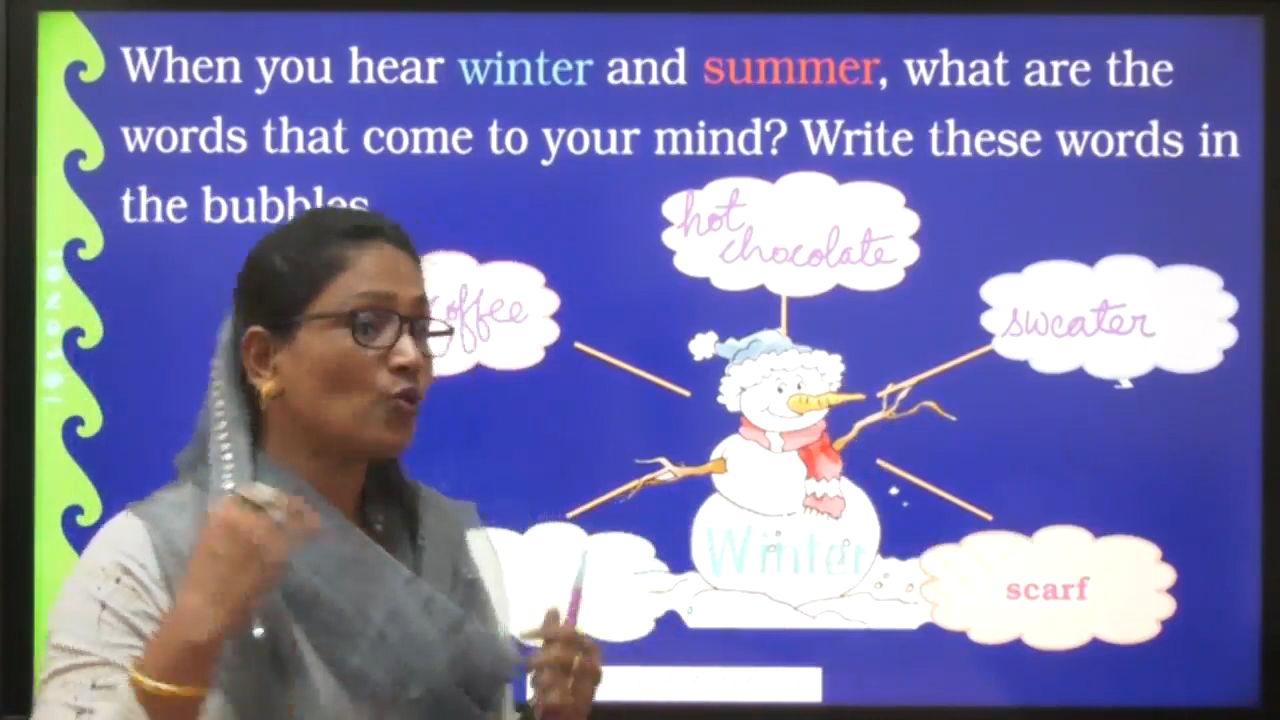 When you hear winter and summer, what are the
words that come to your mind? Write these words in
the bubbles
hot
chocolate
coffee
sweater
Winter
scarf